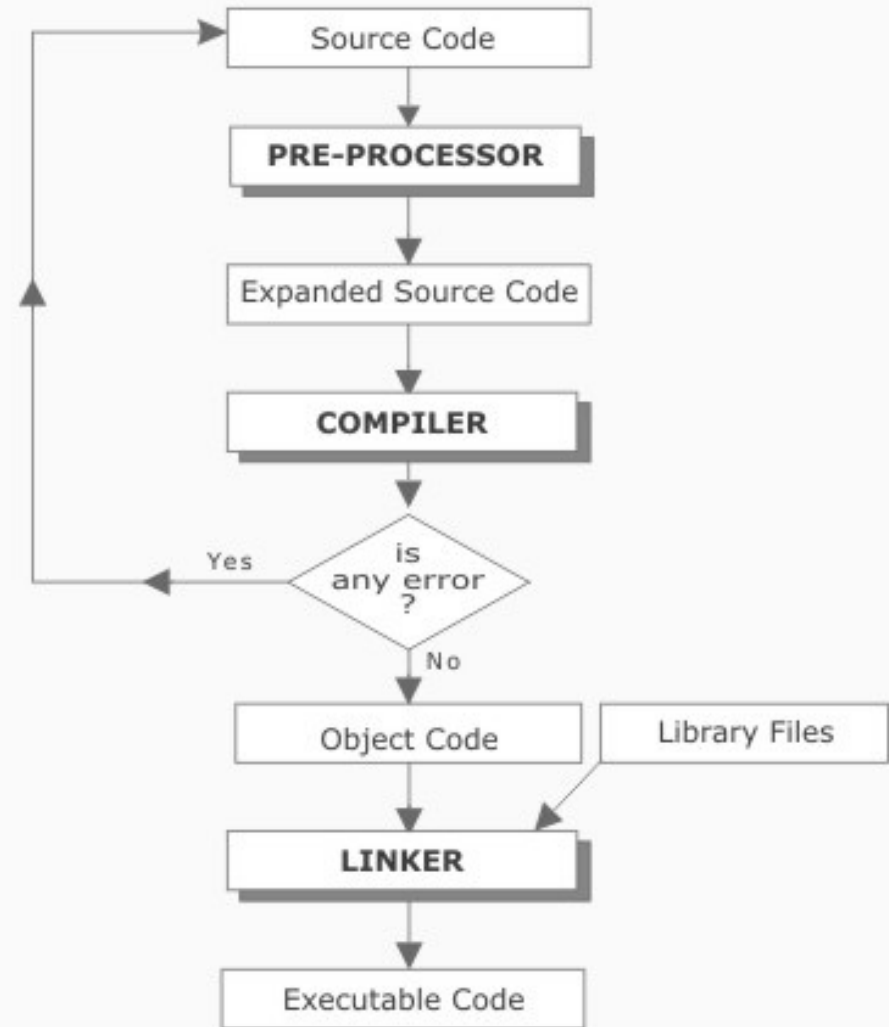 Source Code
PRE-PROCESSOR
Expanded Source Code
COMPILER
is
any error
?
Yes
No
Object Code
Library Files
LINKER
Executable Code